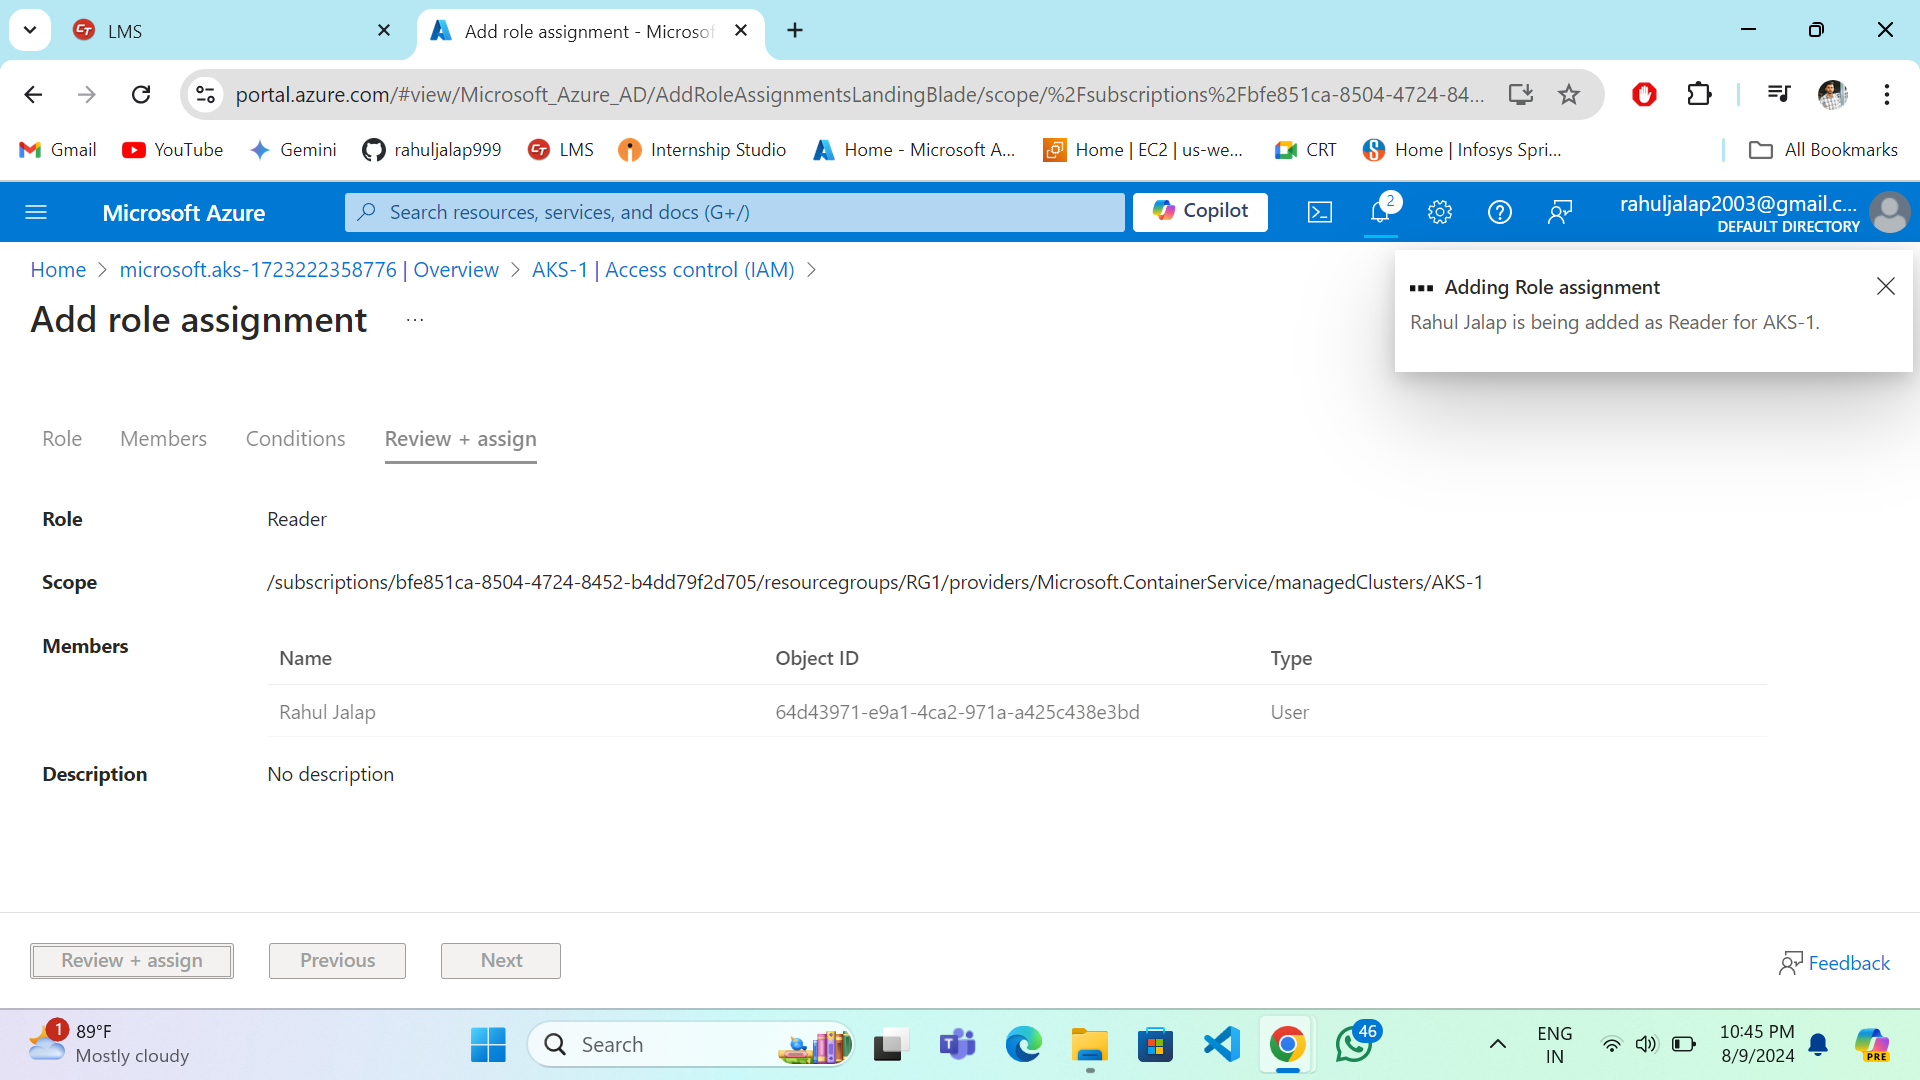 LMS
Add role assignment - Microsof
portal.azure.com/#view/Microsoft_Azure_AD/AddRoleAssignmentsLandingBlade/scope/%2Fsubscriptions%2Fbfe851ca-8504-4724-84...
Gmail
YouTube
Gemini
rahuljalap999
LMS
Internship Studio
Home - Microsoft A...
Home | EC2 | us-we...
CRT
Home | Infosys Spri...
All Bookmarks
Microsoft Azure
Search resources, services, and docs (G+/)
Copilot
2
rahuljalap2003@gmail.c...
DEFAULT DIRECTORY
Home > microsoft.aks-1723222358776 | Overview > AKS-1 | Access control (IAM) >
Add role assignment ...
Adding Role assignment
Rahul Jalap is being added as Reader for AKS-1.
Role Members Conditions Review + assign
Role Reader
Scope /subscriptions/bfe851ca-8504-4724-8452-b4dd79f2d705/resourcegroups/RG1/providers/Microsoft.ContainerService/managedClusters/AKS-1
Members
Name Object ID Type
Rahul Jalap 64d43971-e9a1-4ca2-971a-a425c438e3bd User
Description No description
Review + assign Previous Next
Feedback
1
89°F
Mostly cloudy
Search
46
ENG
IN
10:45 PM
8/9/2024
PRE